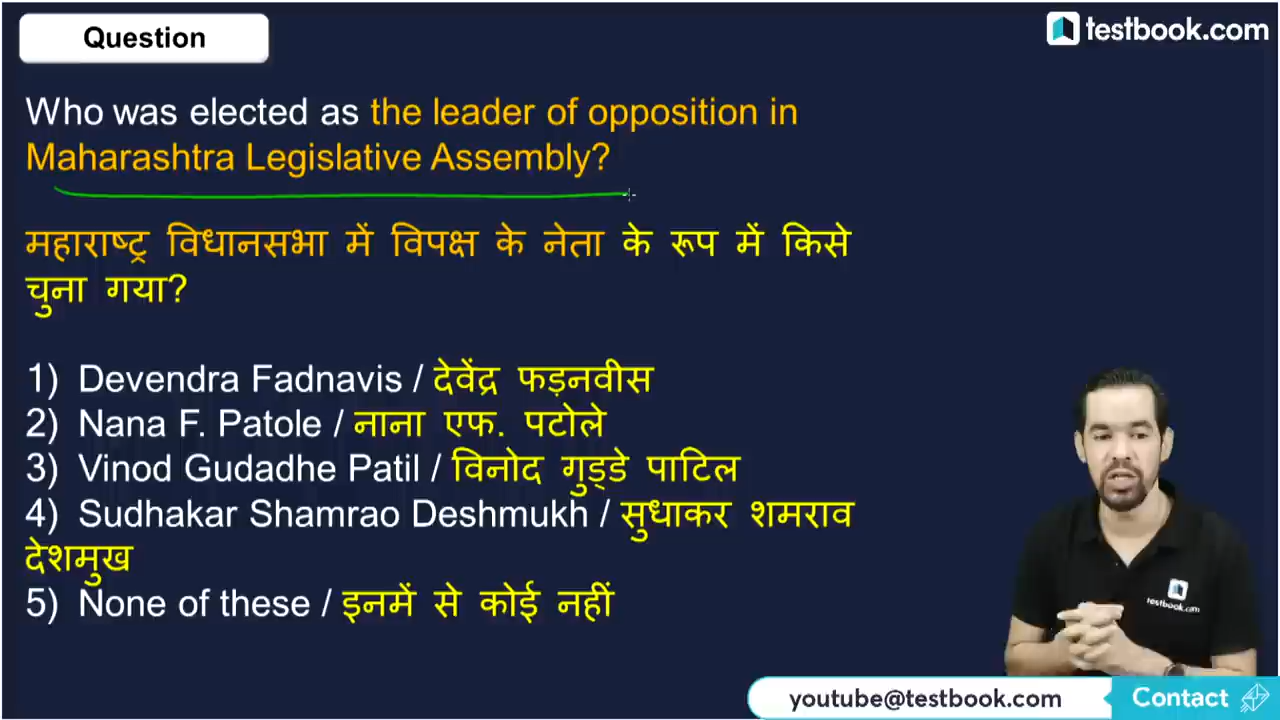 Question
testbook.com
Who was elected as the leader of opposition in
Maharashtra Legislative Assembly?
महाराष्ट्र विधानसभा में विपक्ष के नेता के रूप में किसे
चुना गया?
1) Devendra Fadnavis / देवेंद्र फड़नवीस
2) Nana F. Patole / नाना एफ. पटोले
3) Vinod Gudadhe Patil / विनोद गुड्डे पाटिल
4) Sudhakar Shamrao Deshmukh / सुधाकर शमराव
देशमुख
5) None of these / इनमें से कोई नहीं
testbook.com
youtube@testbook.com Contact